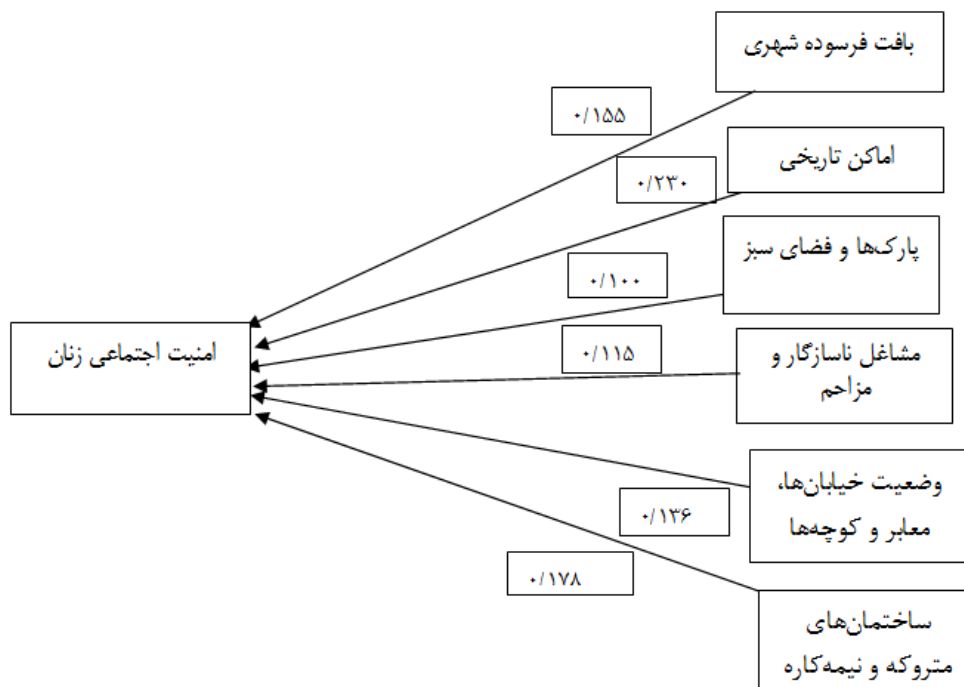 بافت فرسوده شهری
۰/۱۵۵
اماکن تاریخی
۰/۲۳۰
پارک‌ها و فضای سبز
۰/۱۰۰
امنیت اجتماعی زنان
مشاغل ناسازگار و
مزاحم
۰/۱۱۵
وضعیت خیابان‌ها،
معابر و کوچه‌ها
۰/۱۳۶
۰/۱۷۸
ساختمان‌های
متروکه و نیمه‌کاره